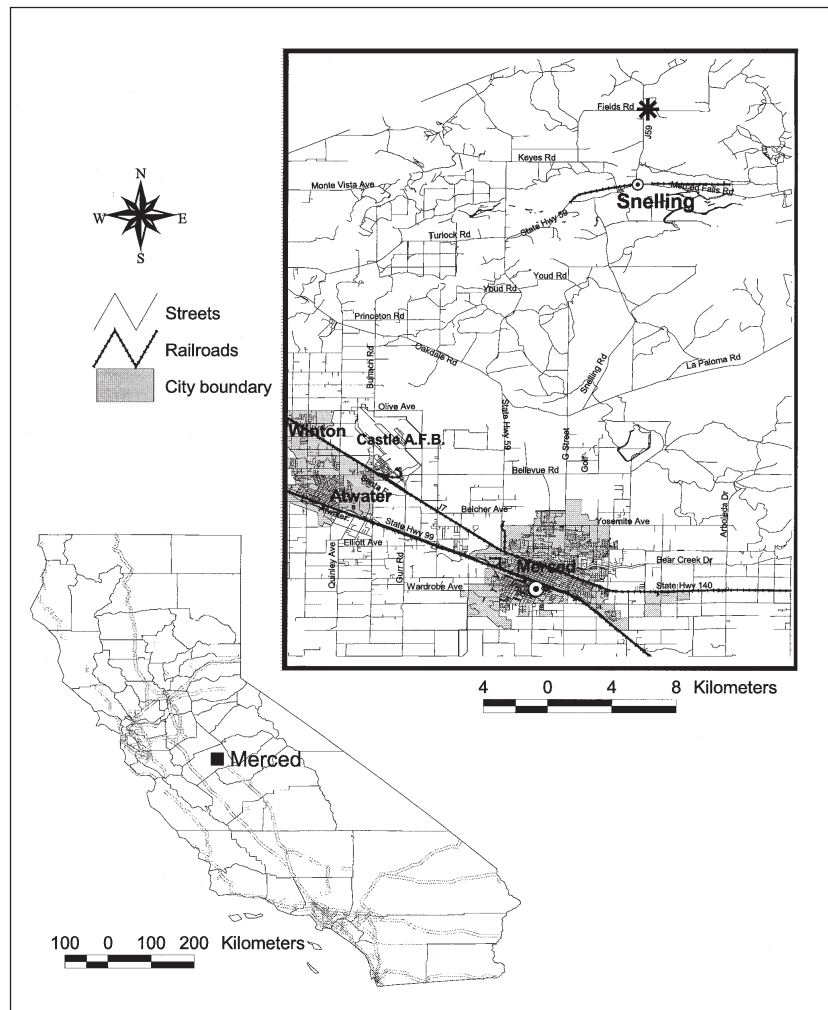 Fields Rd
J59
Keyes Rd
Monte Vista Ave
Merced Falls Rd
Snelling
State Hwy 59
Turlock Rd
Youd Rd
Youd Rd
Princeton Rd
Oakdale Rd
Buhach Rd
Snelling Rd
La Paloma Rd
Olive Ave
State Hwy 59
G Street
Golf
Winton
Castle A.F.B.
Bellevue Rd
Atwater
J7
Belcher Ave
Yosemite Ave
Arboleda Dr
Atwater
State Hwy 99
Elliott Ave
Quinley Ave
Gurr Rd
Merced
Bear Creek Dr
State Hwy 140
Wardrobe Ave
N
W
E
S
Streets
Railroads
City boundary
4 0 4 8 Kilometers
Merced
100 0 100 200 Kilometers